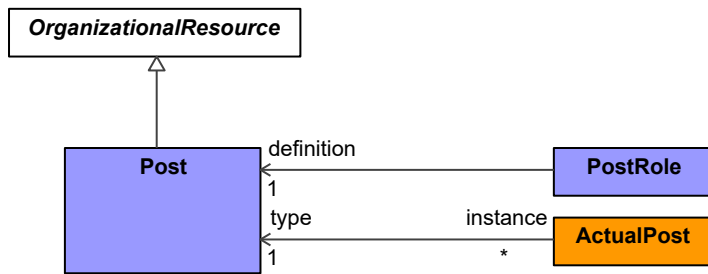 OrganizationalResource
Post
definition
1
PostRole
type
instance
1
*
ActualPost